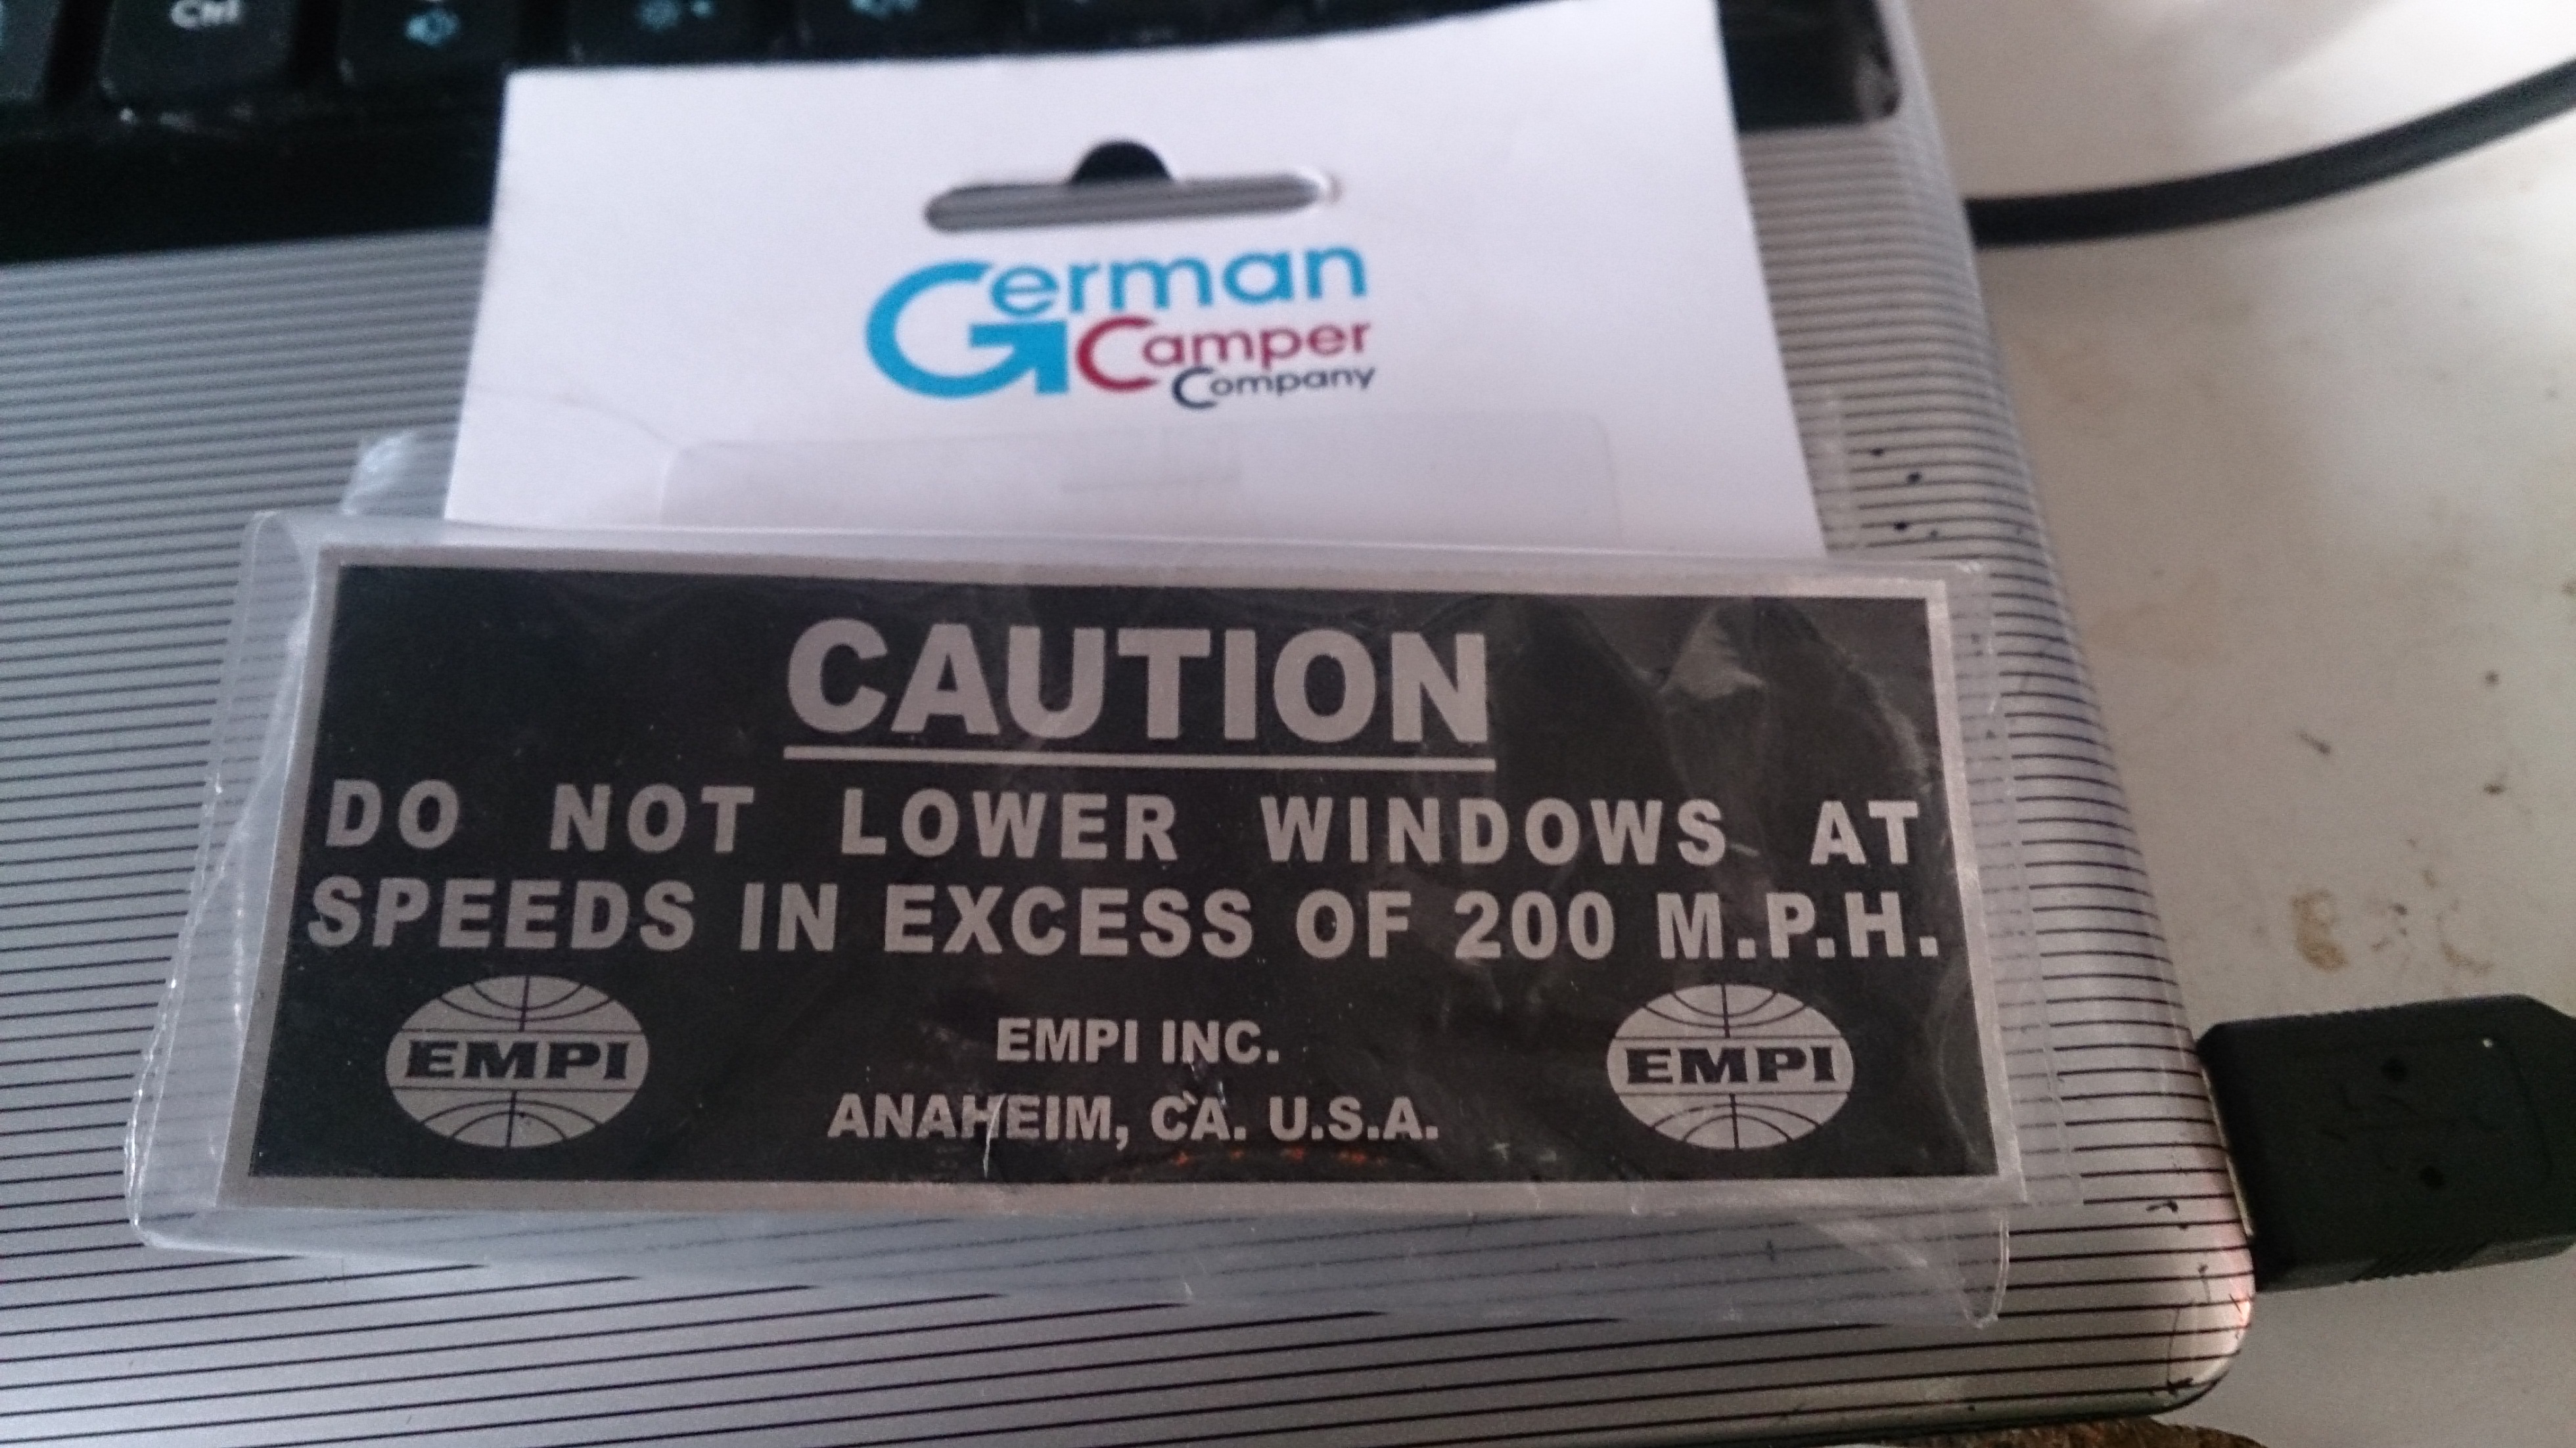 Ctrl
German
Camper
Company
CAUTION
DO NOT LOWER WINDOWS AT
SPEEDS IN EXCESS OF 200 M.P.H.
EMPI
EMPI INC.
ANAHEIM, CA. U.S.A.
EMPI